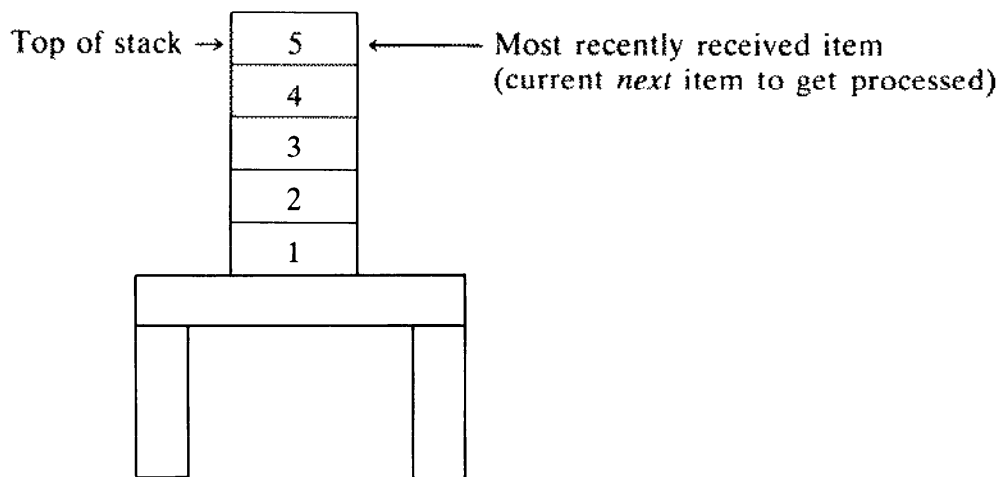 Top of stack → 5 ← Most recently received item
(current next item to get processed)
4
3
2
1